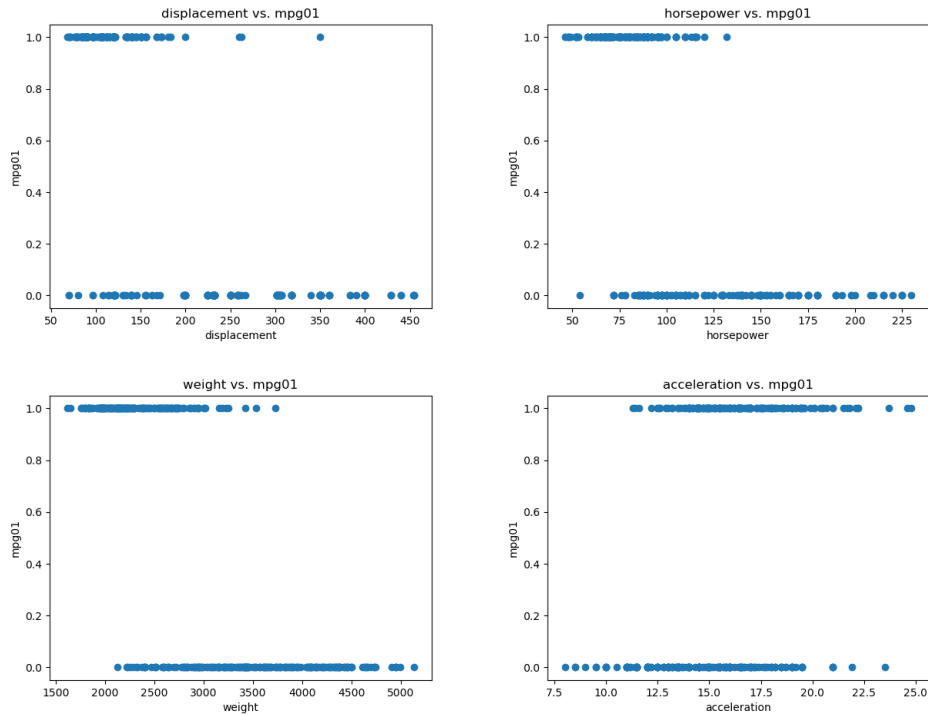 displacement vs. mpg01
1.0
0.8
0.6
0.4
0.2
0.0
mpg01
50 100 150 200 250 300 350 400 450
displacement
horsepower vs. mpg01
1.0
0.8
0.6
0.4
0.2
0.0
mpg01
50 75 100 125 150 175 200 225
horsepower
weight vs. mpg01
1.0
0.8
0.6
0.4
0.2
0.0
mpg01
1500 2000 2500 3000 3500 4000 4500 5000
weight
acceleration vs. mpg01
1.0
0.8
0.6
0.4
0.2
0.0
mpg01
7.5 10.0 12.5 15.0 17.5 20.0 22.5 25.0
acceleration